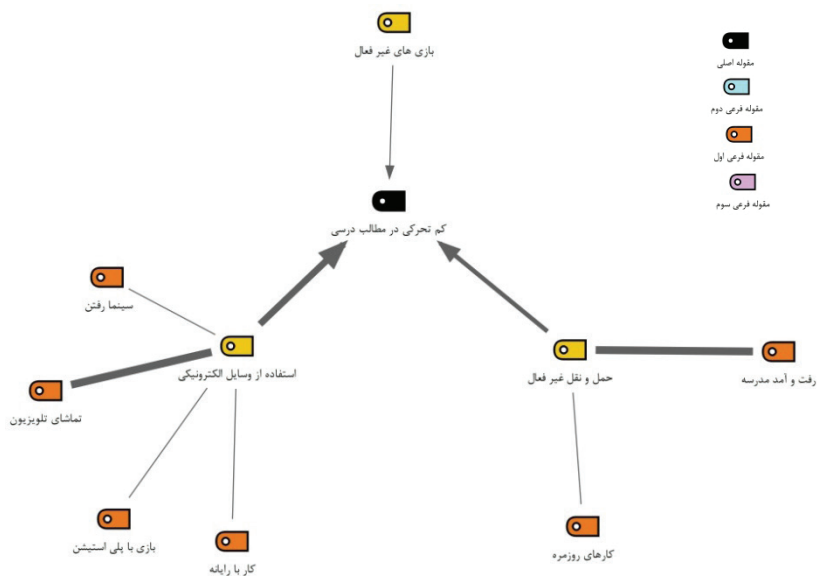 بازی های غیر فعال
مقوله اصلی
مقوله فرعی دوم
مقوله فرعی اول
مقوله فرعی سوم
کم تحرکی در مطالب درسی
سینما رفتن
استفاده از وسایل الکترونیکی
حمل و نقل غیر فعال
رفت و آمد مدرسه
تماشای تلویزیون
بازی با پلی استیشن
کار با رایانه
کارهای روزمره